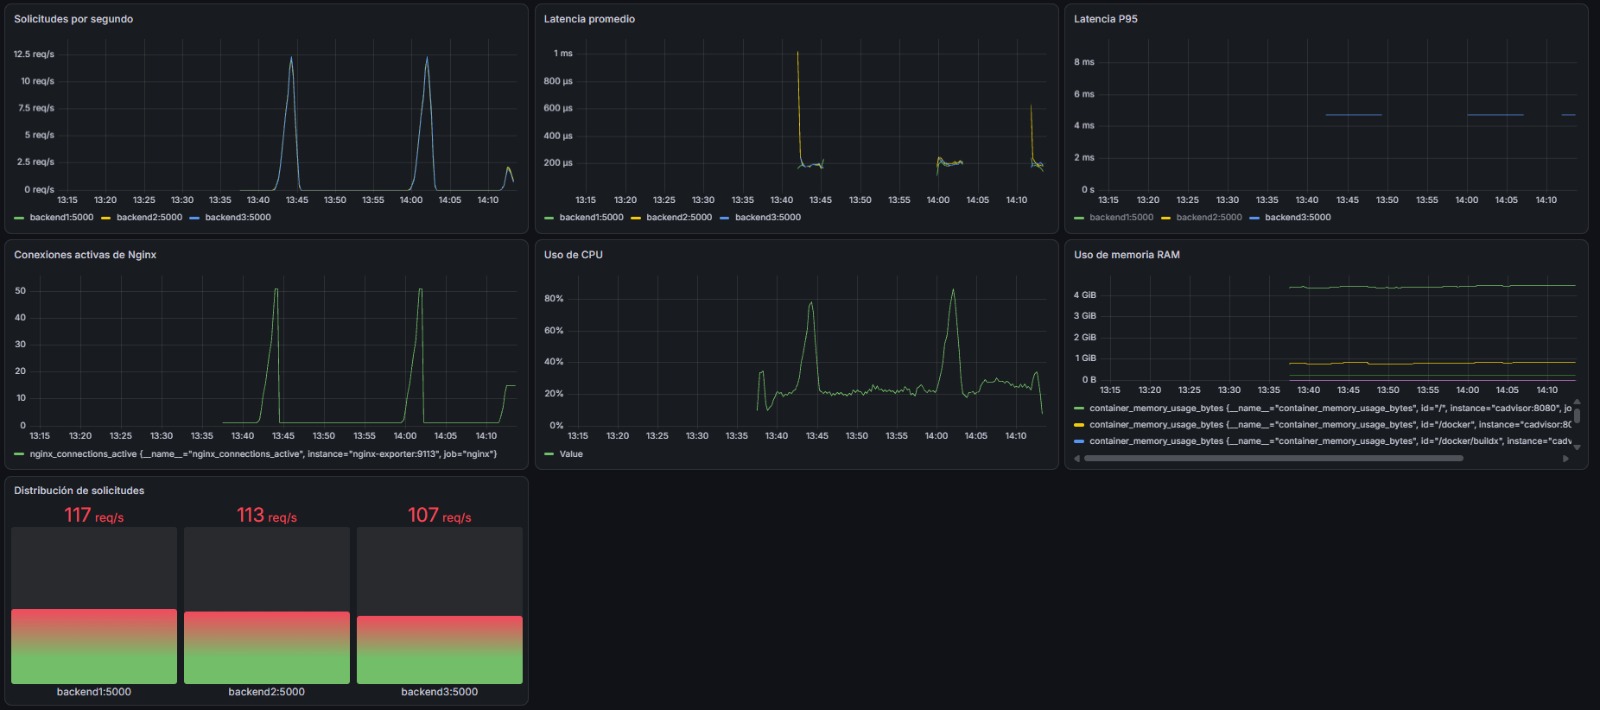 Solicitudes por segundo
12.5 req/s
10 req/s
7.5 req/s
5 req/s
2.5 req/s
0 req/s
13:15 13:20 13:25 13:30 13:35 13:40 13:45 13:50 13:55 14:00 14:05 14:10
backend1:5000 backend2:5000 backend3:5000
Latencia promedio
1 ms
800 µs
600 µs
400 µs
200 µs
13:15 13:20 13:25 13:30 13:35 13:40 13:45 13:50 13:55 14:00 14:05 14:10
backend1:5000 backend2:5000 backend3:5000
Latencia P95
8 ms
6 ms
4 ms
2 ms
0 s
13:15 13:20 13:25 13:30 13:35 13:40 13:45 13:50 13:55 14:00 14:05 14:10
backend1:5000 backend2:5000 backend3:5000
Conexiones activas de Nginx
50
40
30
20
10
0
13:15 13:20 13:25 13:30 13:35 13:40 13:45 13:50 13:55 14:00 14:05 14:10
nginx_connections_active {__name__="nginx_connections_active", instance="nginx-exporter:9113", job="nginx"}
Uso de CPU
80%
60%
40%
20%
0%
13:15 13:20 13:25 13:30 13:35 13:40 13:45 13:50 13:55 14:00 14:05 14:10
Value
Uso de memoria RAM
4 GiB
3 GiB
2 GiB
1 GiB
0 B
13:15 13:20 13:25 13:30 13:35 13:40 13:45 13:50 13:55 14:00 14:05 14:10
container_memory_usage_bytes {__name__="container_memory_usage_bytes", id="/", instance="cadvisor:8080", jo
container_memory_usage_bytes {__name__="container_memory_usage_bytes", id="/docker", instance="cadvisor:80
container_memory_usage_bytes {__name__="container_memory_usage_bytes", id="/docker/buildx", instance="cadv
Distribución de solicitudes
117 req/s 113 req/s 107 req/s
backend1:5000 backend2:5000 backend3:5000